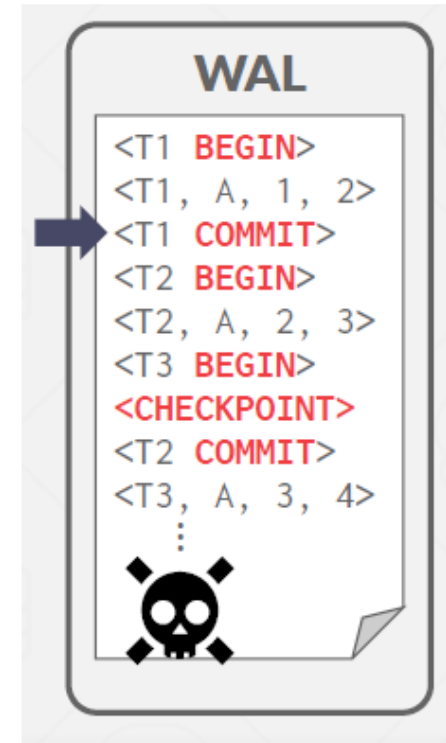 WAL
<T1 BEGIN>
<T1, A, 1, 2>
<T1 COMMIT>
<T2 BEGIN>
<T2, A, 2, 3>
<T3 BEGIN>
<CHECKPOINT>
<T2 COMMIT>
<T3, A, 3, 4>
⋮